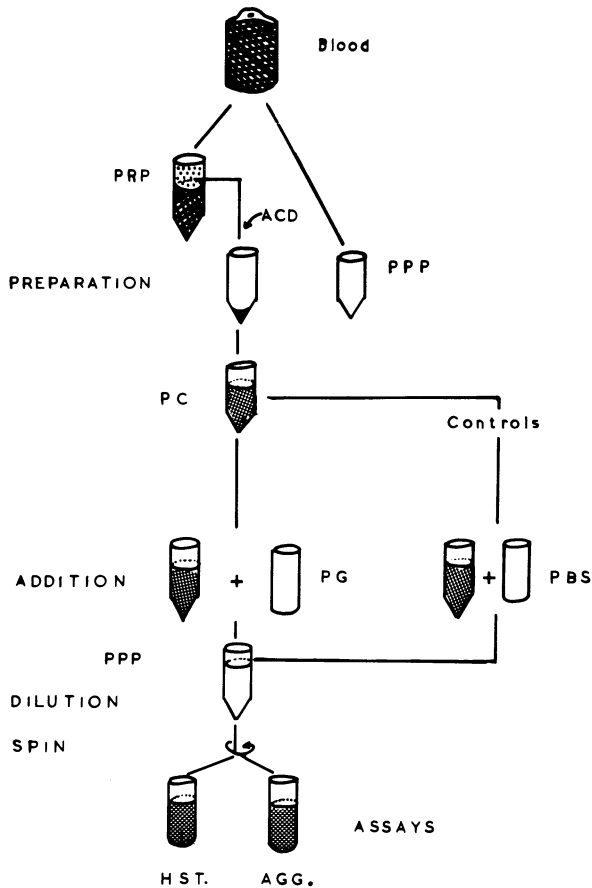 Blood
PRP
ACD
PPP
PREPARATION
PC
Controls
ADDITION
+
PG
+
PBS
PPP
DILUTION
SPIN
ASSAYS
HST. AGG.